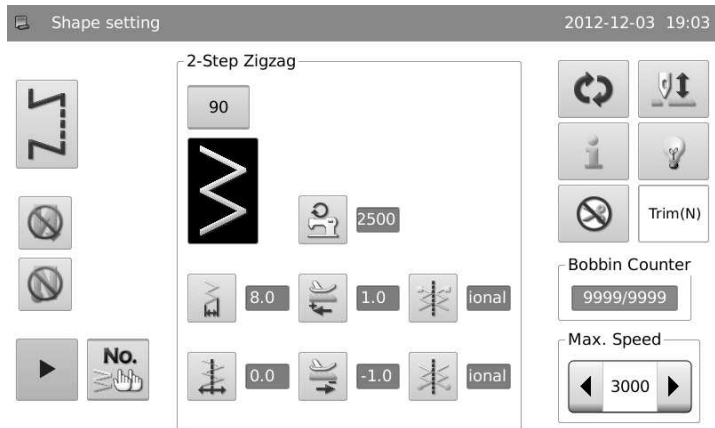 Shape setting
2012-12-03 19:03
2-Step Zigzag
90
2500
8.0
1.0
ional
0.0
-1.0
ional
No.
Trim(N)
Bobbin Counter
9999/9999
Max. Speed
3000